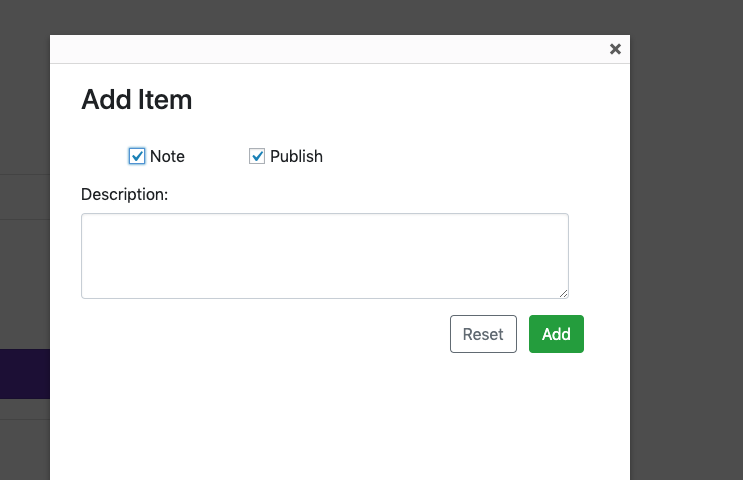 Add Item
Note Publish
Description:
Reset Add